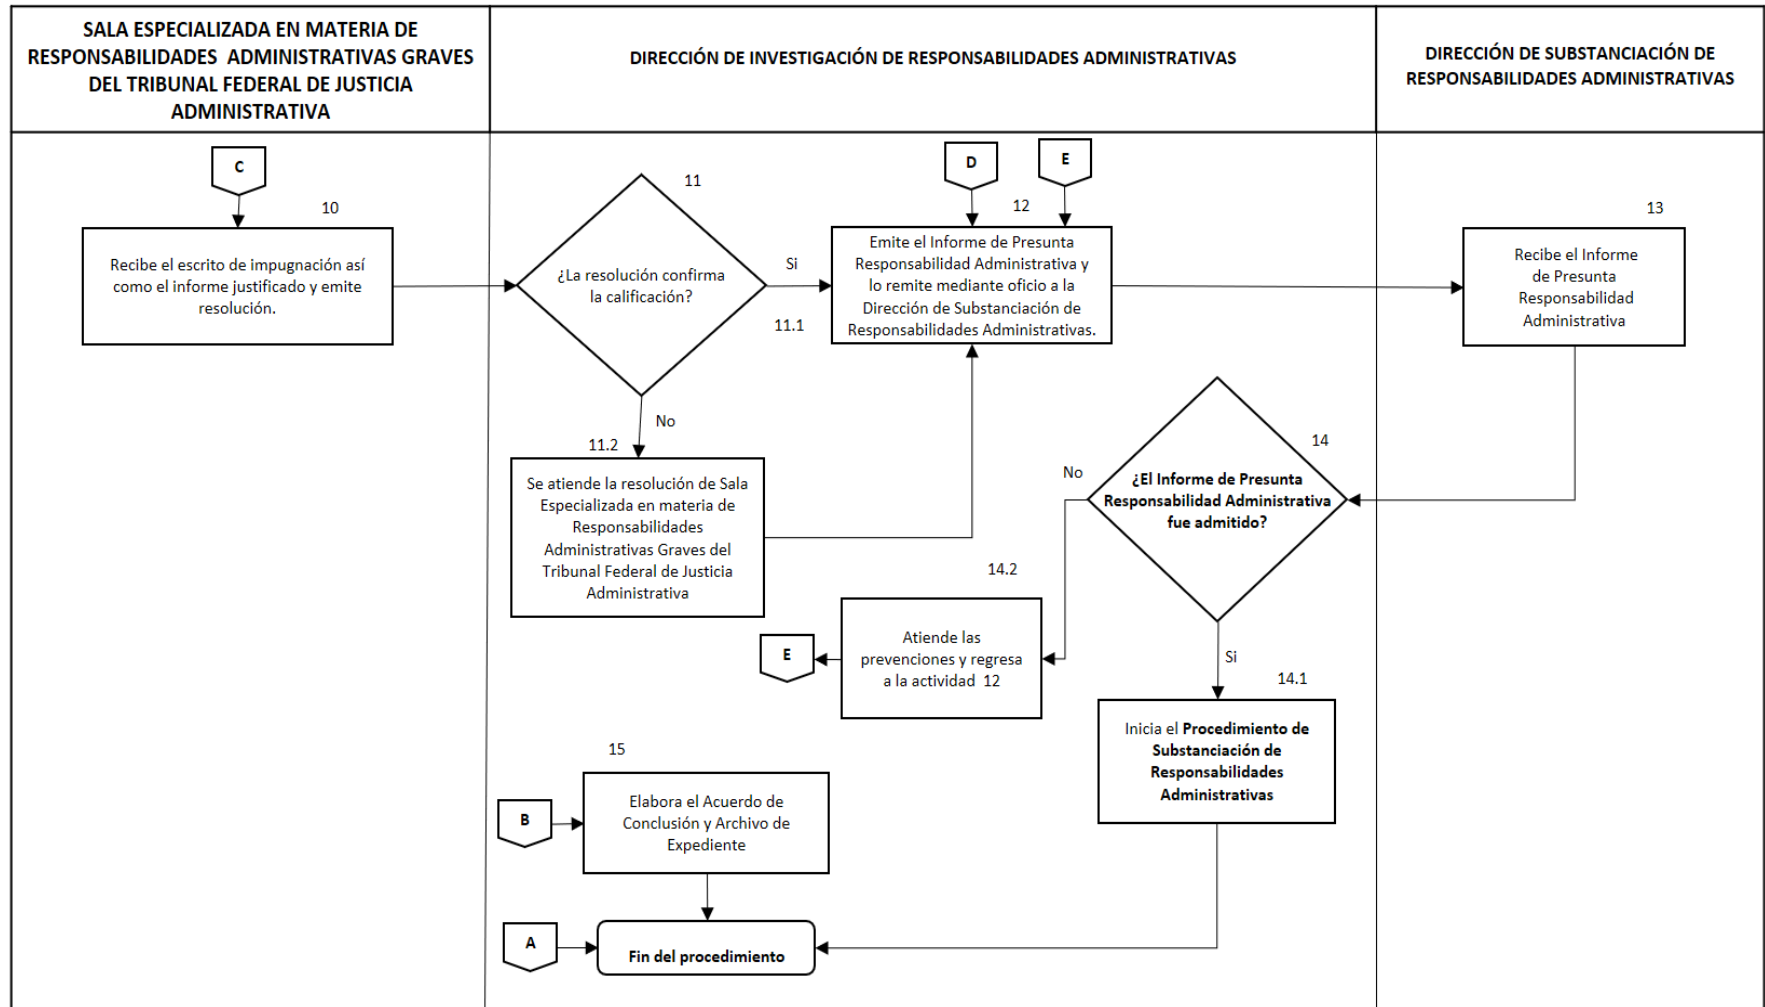 SALA ESPECIALIZADA EN MATERIA DE
RESPONSABILIDADES ADMINISTRATIVAS GRAVES
DEL TRIBUNAL FEDERAL DE JUSTICIA
ADMINISTRATIVA
DIRECCIÓN DE INVESTIGACIÓN DE RESPONSABILIDADES ADMINISTRATIVAS
DIRECCIÓN DE SUBSTANCIACIÓN DE
RESPONSABILIDADES ADMINISTRATIVAS
C
10
Recibe el escrito de impugnación así
como el informe justificado y emite
resolución.
11
¿La resolución confirma
la calificación?
Si
11.1
No
11.2
Se atiende la resolución de Sala
Especializada en materia de
Responsabilidades
Administrativas Graves del
Tribunal Federal de Justicia
Administrativa
D
E
12
Emite el Informe de Presunta
Responsabilidad Administrativa y
lo remite mediante oficio a la
Dirección de Substanciación de
Responsabilidades Administrativas.
13
Recibe el Informe
de Presunta
Responsabilidad
Administrativa
14
¿El Informe de Presunta
Responsabilidad Administrativa
fue admitido?
No
14.2
Atiende las
prevenciones y regresa
a la actividad 12
E
Si
14.1
Inicia el Procedimiento de
Substanciación de
Responsabilidades
Administrativas
15
B
Elabora el Acuerdo de
Conclusión y Archivo de
Expediente
A
Fin del procedimiento